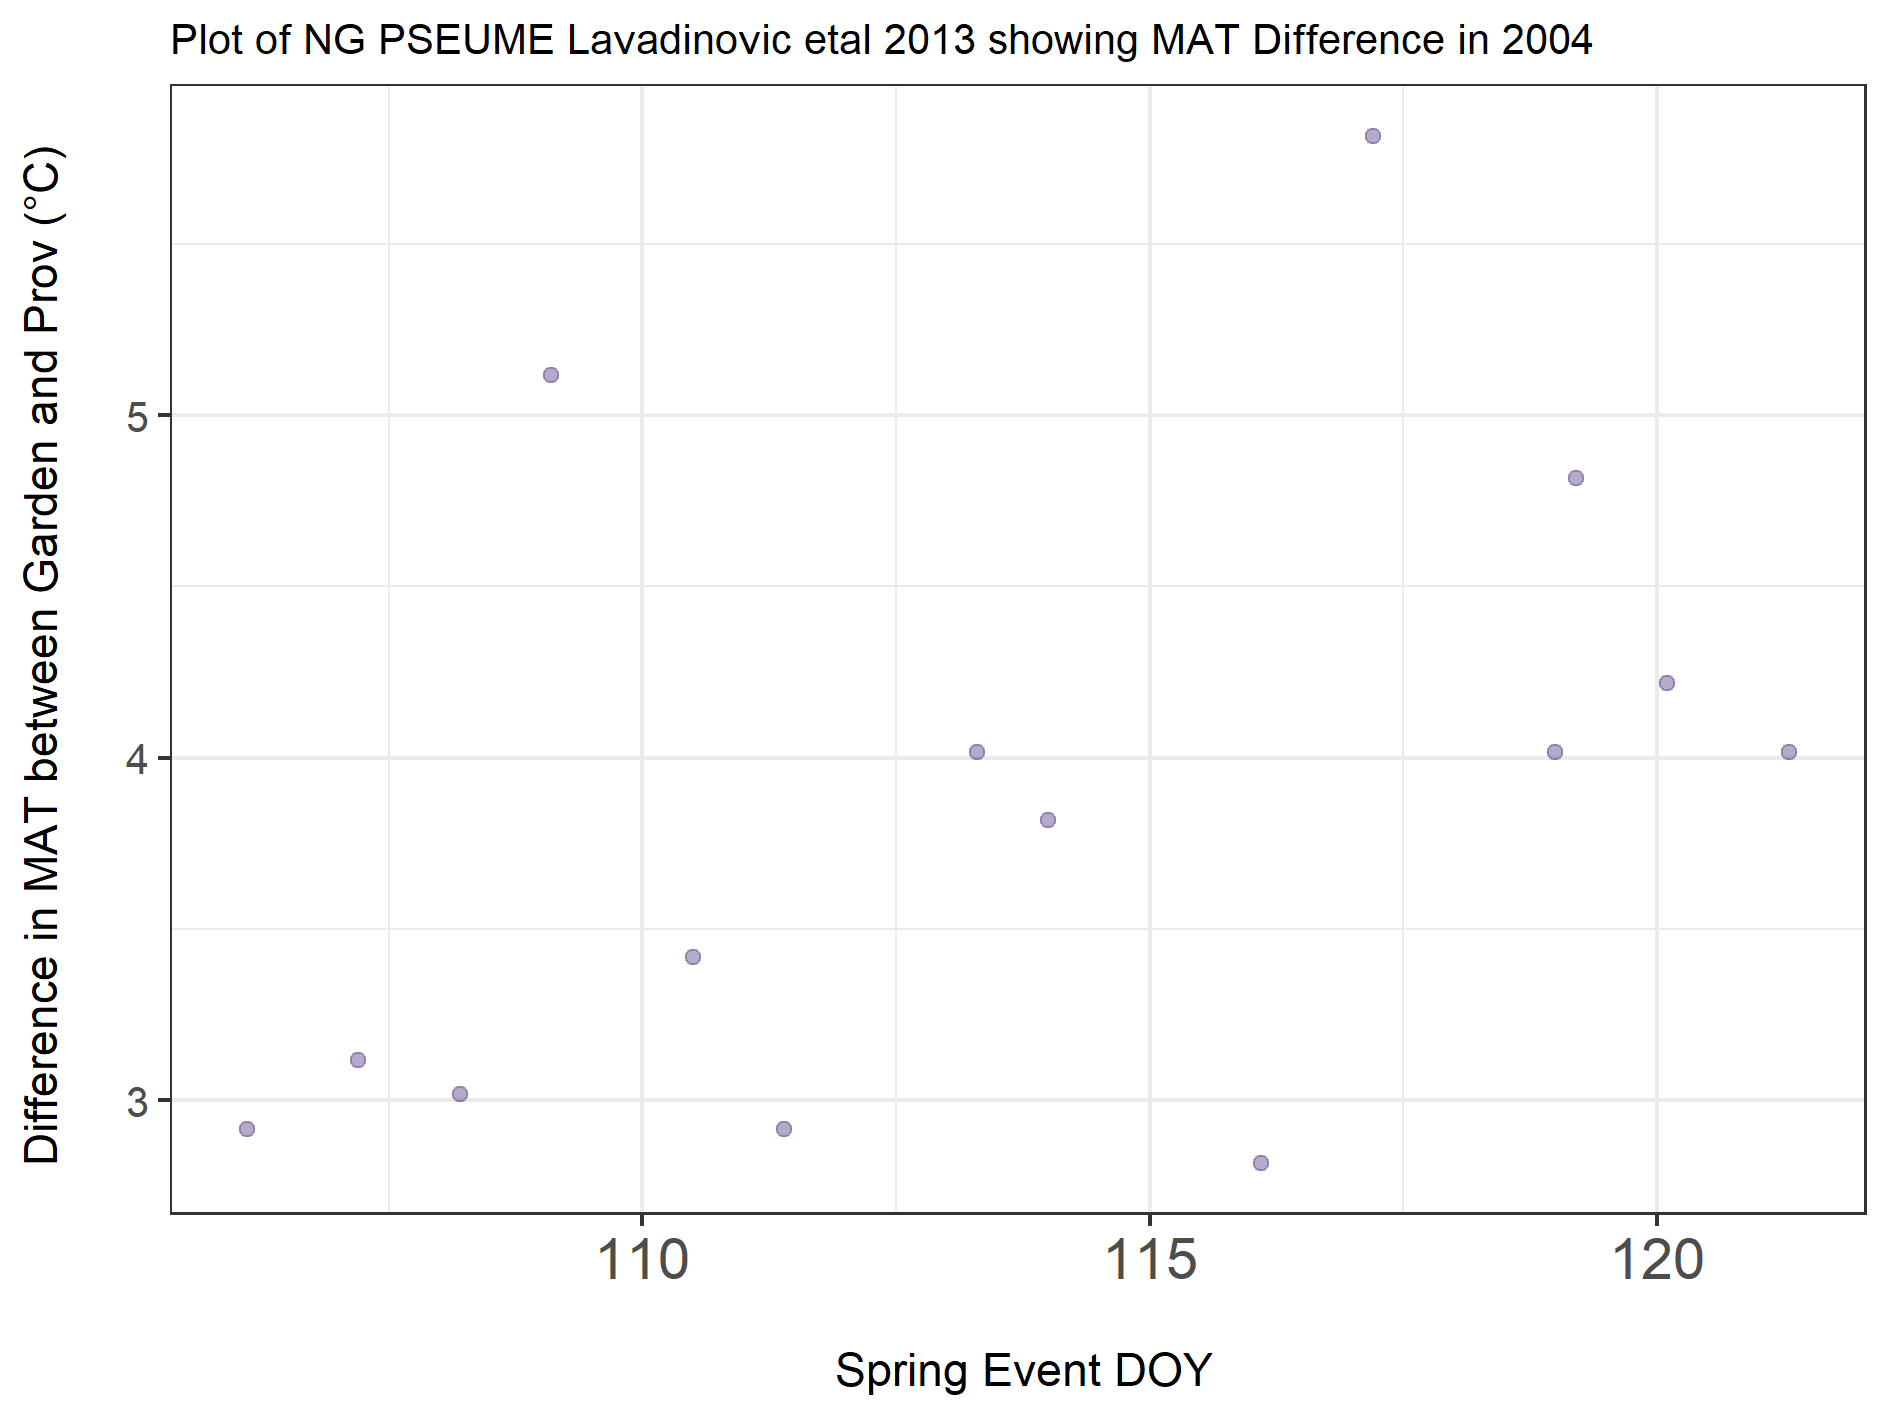 Plot of NG PSEUME Lavadinovic etal 2013 showing MAT Difference in 2004
Difference in MAT between Garden and Prov (°C)
5
4
3
110
115
120
Spring Event DOY